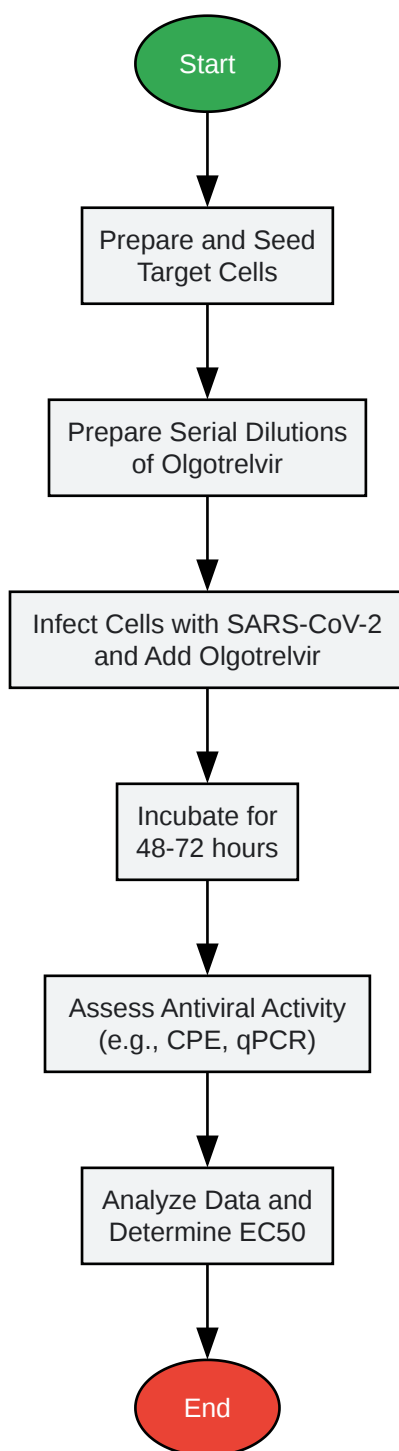 Start
Prepare and Seed
Target Cells
Prepare Serial Dilutions
of Olgotrelvir
Infect Cells with SARS-CoV-2
and Add Olgotrelvir
Incubate for
48-72 hours
Assess Antiviral Activity
(e.g., CPE, qPCR)
Analyze Data and
Determine EC50
End